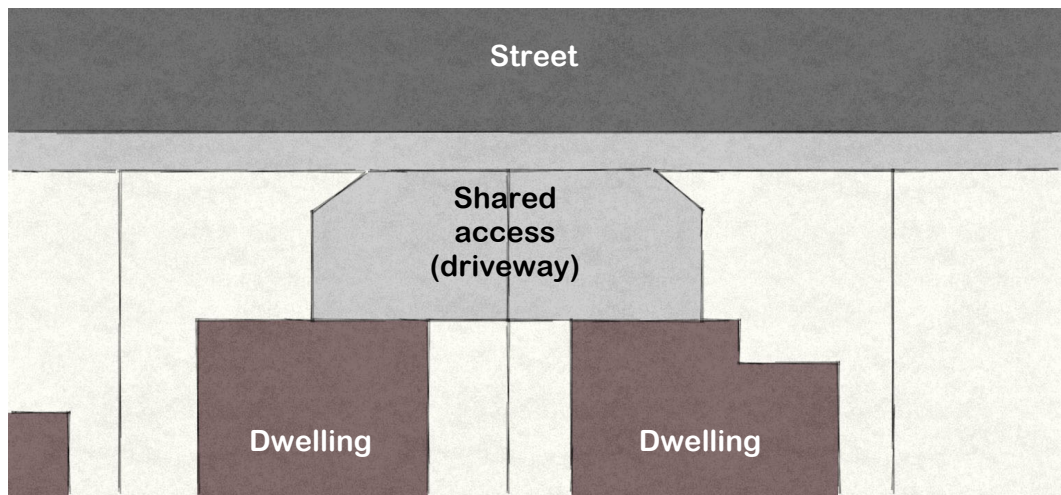 Street
Shared
access
(driveway)
Dwelling
Dwelling